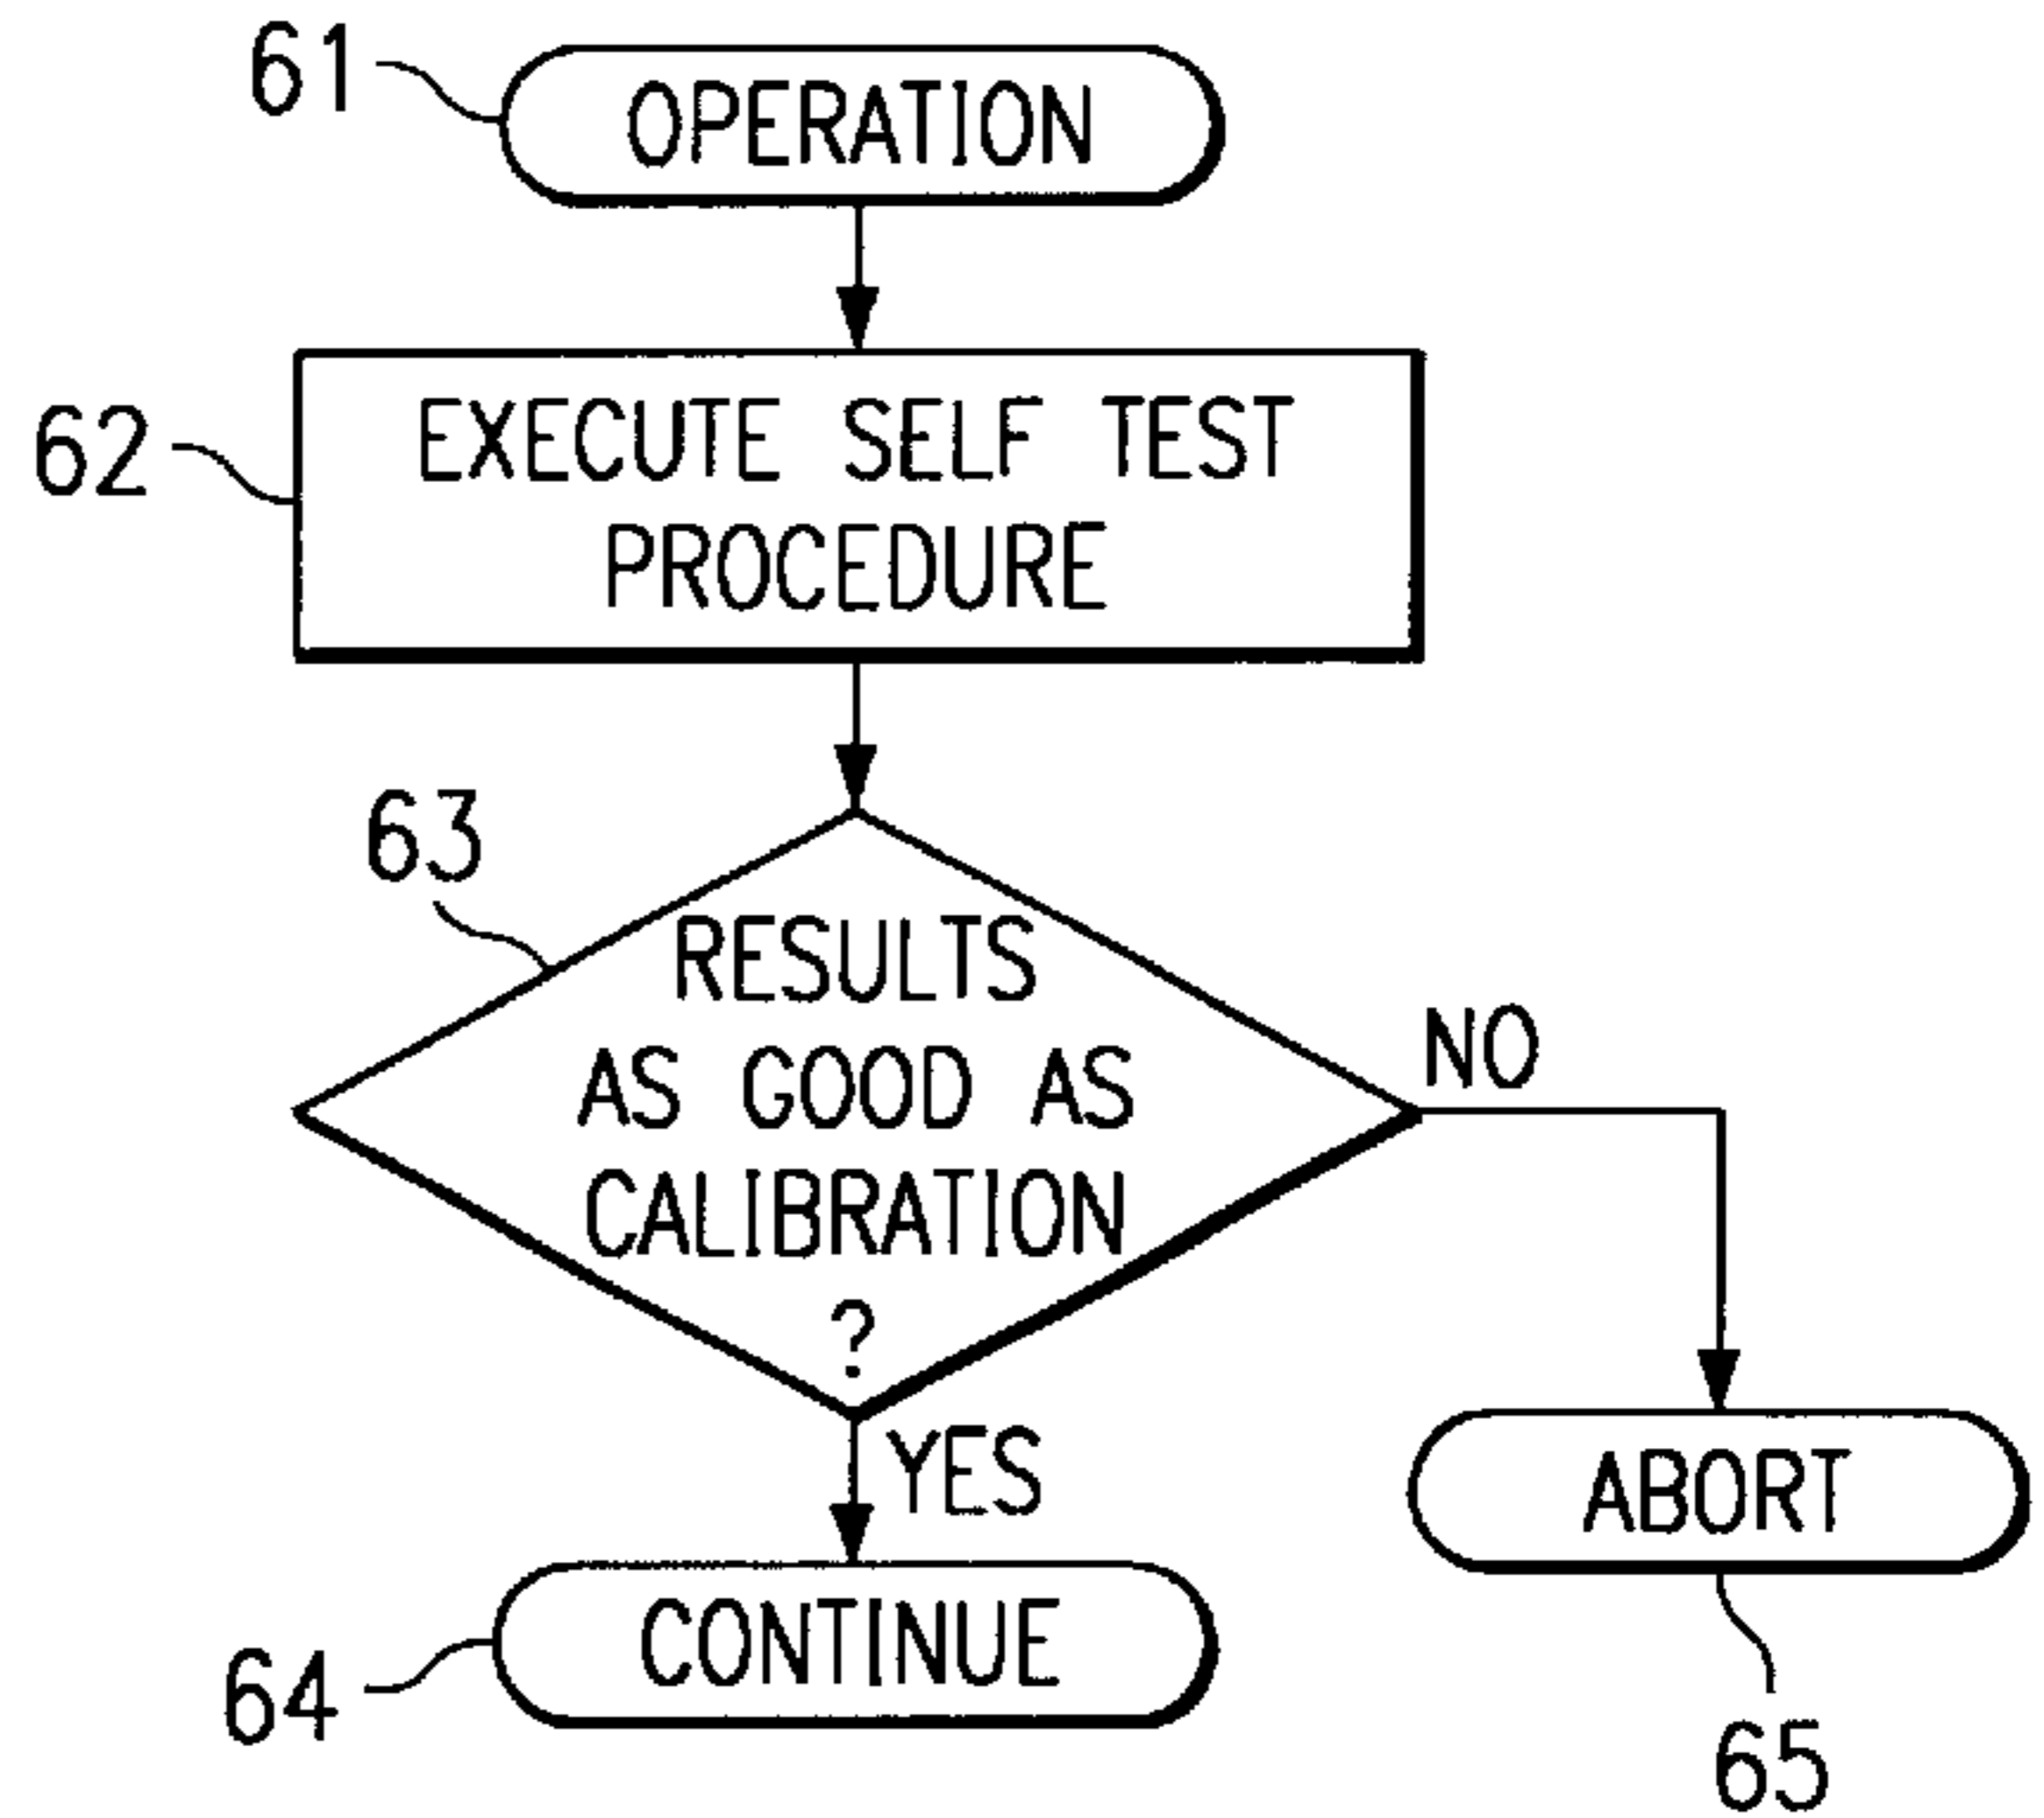 61
OPERATION
62
EXECUTE SELF TEST
PROCEDURE
63
RESULTS
AS GOOD AS
CALIBRATION
?
NO
YES
ABORT
CONTINUE
64
65